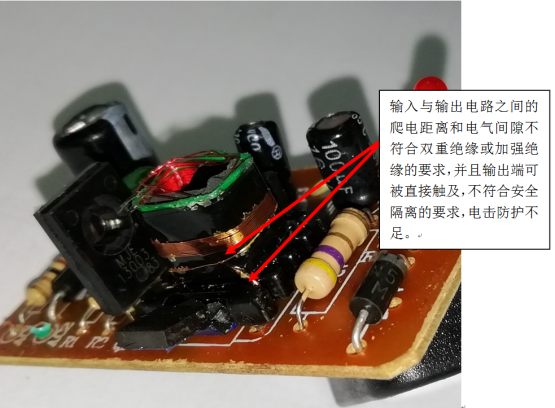 输入与输出电路之间的
爬电距离和电气间隙不
符合双重绝缘或加强绝
缘的要求,并且输出端可
被直接触及,不符合安全
隔离的要求,电击防护不
足。
100μF